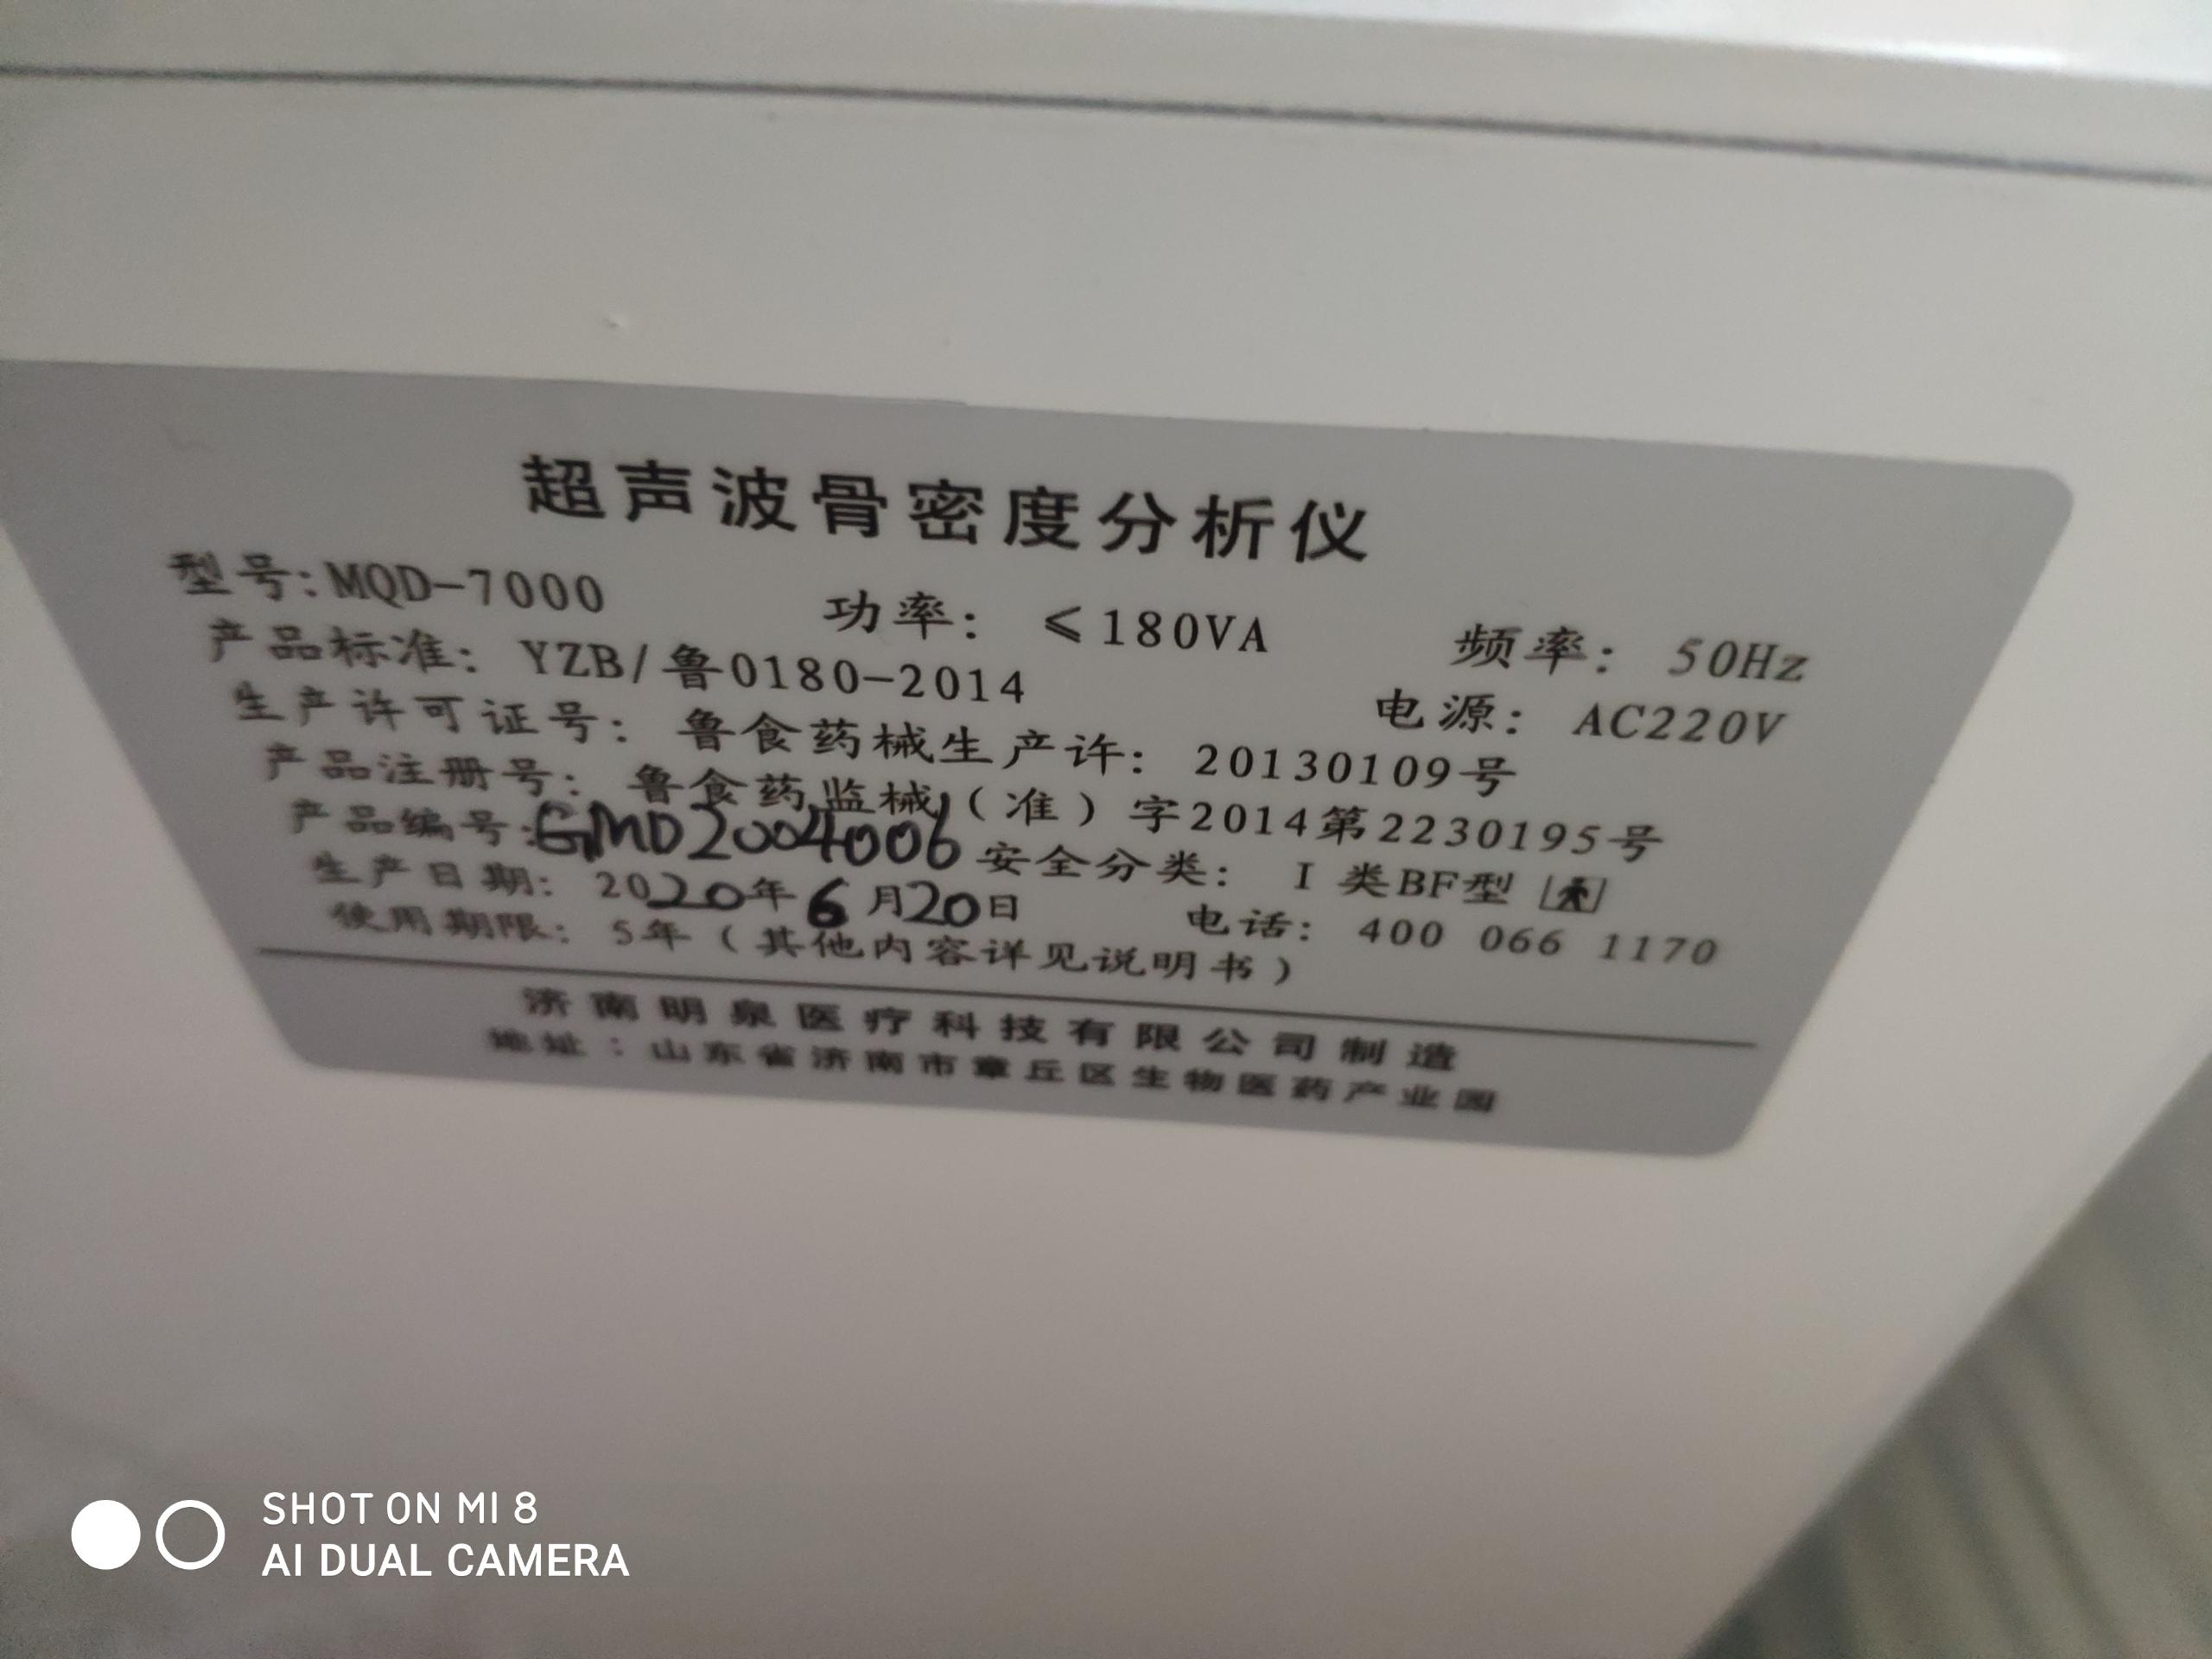 超声波骨密度分析仪
型号:MQD-7000 功率: ≤180VA 频率: 50Hz
产品标准: YZB/鲁0180-2014 电源: AC220V
生产许可证号: 鲁食药械生产许: 20130109号
产品注册号: 鲁食药监械(准)字2014第2230195号
产品编号:GMD2004006 安全分类: I 类BF型
生产日期: 2020年6月20日 电话: 400 066 1170
使用期限: 5年(其他内容详见说明书)
济南明泉医疗科技有限公司制造
地址:山东省济南市章丘区生物医药产业园
SHOT ON MI 8
AI DUAL CAMERA